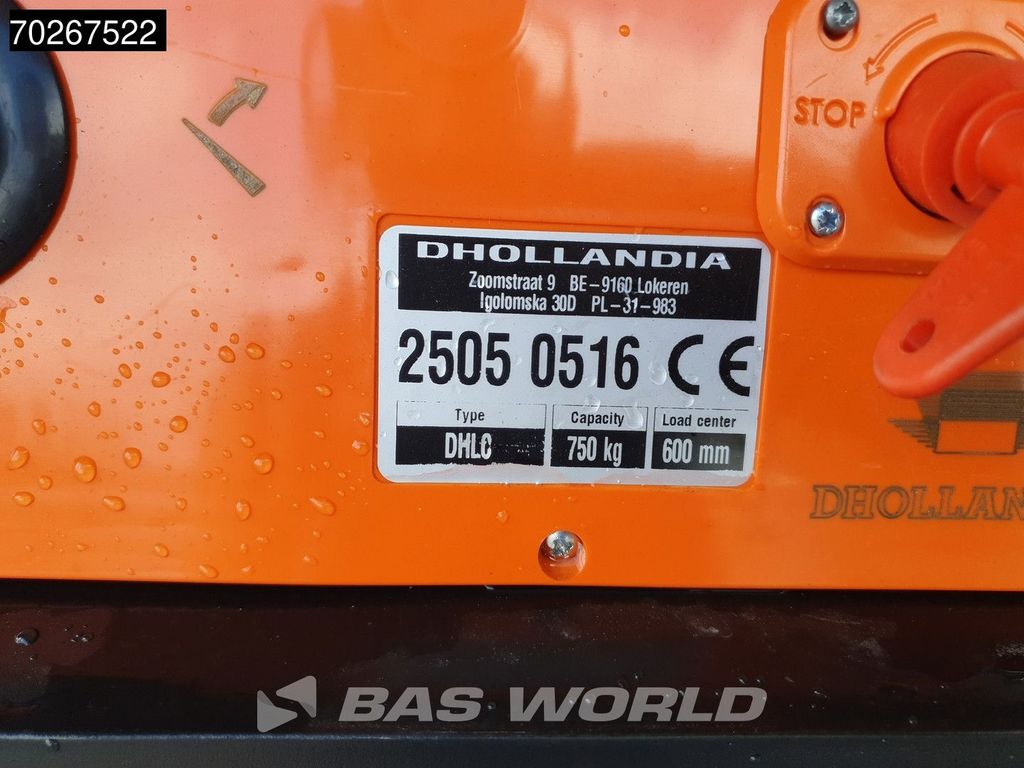 70267522
STOP
DHOLLANDIA
Zoomstraat 9 BE-9160 Lokeren
Igolomska 30D PL-31-983
2505 0516 CE
Type Capacity Load center
DHLC 750 kg 600 mm
DHOLLAN
BAS WORLD